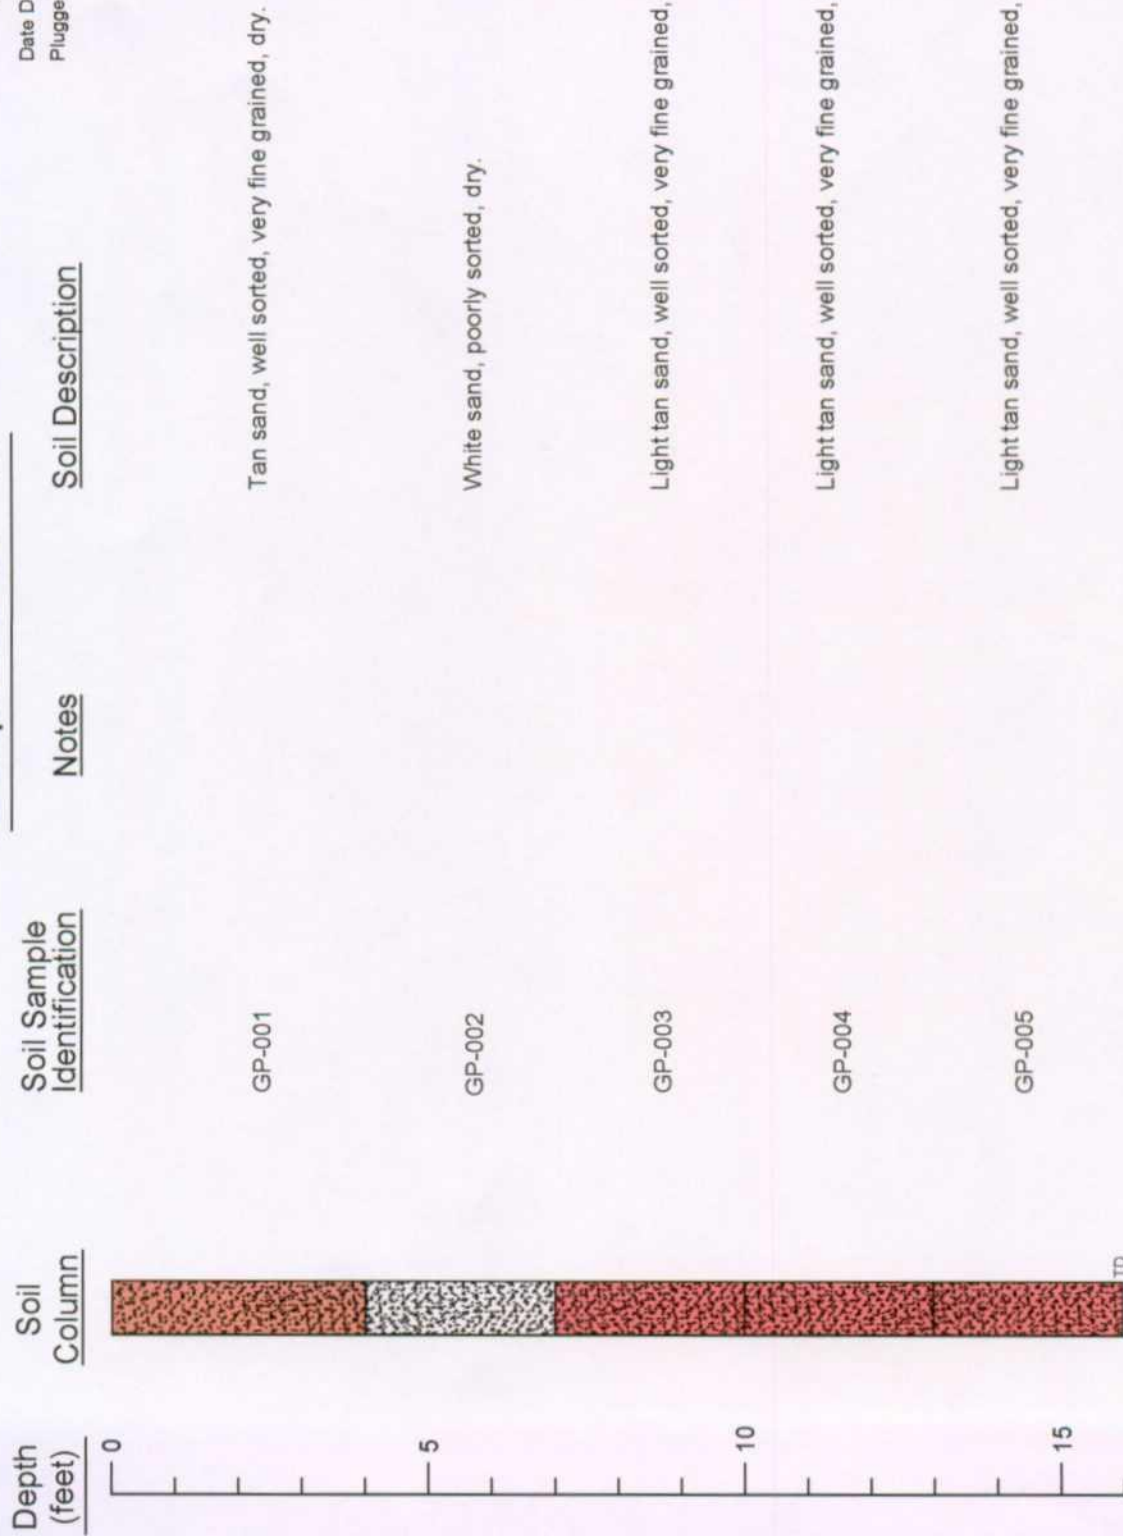 Depth
(feet)
Soil
Column
Soil Sample
Identification
Notes
Soil Description
Date D
Plugge
0
GP-001
Tan sand, well sorted, very fine grained, dry.
5
GP-002
White sand, poorly sorted, dry.
GP-003
Light tan sand, well sorted, very fine grained,
10
GP-004
Light tan sand, well sorted, very fine grained,
GP-005
Light tan sand, well sorted, very fine grained,
15
TD